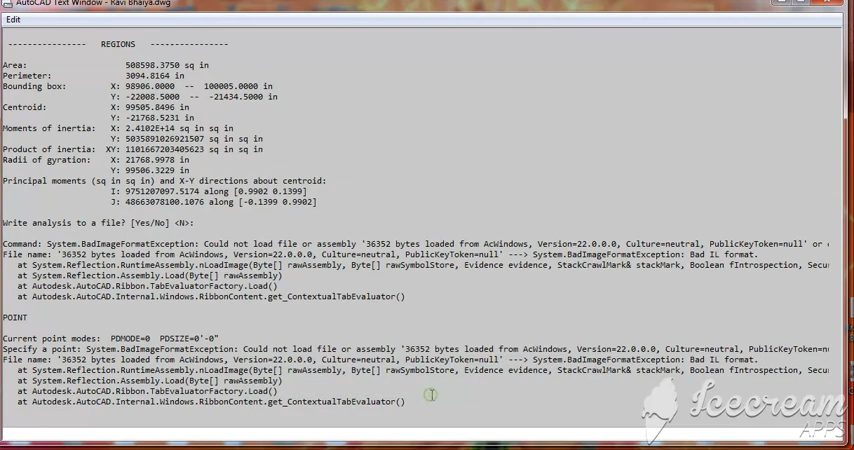 AutoCAD Text Window - Ravi Bhaiya.dwg
Edit
---------------- REGIONS ----------------
Area: 508598.3750 sq in
Perimeter: 3094.8164 in
Bounding box: X: 98906.0000 -- 100005.0000 in
Y: -22008.5000 -- -21434.5000 in
Centroid: X: 99505.8496 in
Y: -21768.5231 in
Moments of inertia: X: 2.4102E+14 sq in sq in
Y: 5035891026921507 sq in sq in
Product of inertia: XY: 1101667203405623 sq in sq in
Radii of gyration: X: 21768.9978 in
Y: 99506.3229 in
Principal moments (sq in sq in) and X-Y directions about centroid:
I: 9751207097.5174 along [0.9902 0.1399]
J: 48663078100.1076 along [-0.1399 0.9902]
Write analysis to a file? [Yes/No] <N>:
Command: System.BadImageFormatException: Could not load file or assembly '36352 bytes loaded from AcWindows, Version=22.0.0.0, Culture=neutral, PublicKeyToken=null' or
File name: '36352 bytes loaded from AcWindows, Version=22.0.0.0, Culture=neutral, PublicKeyToken=null' ---> System.BadImageFormatException: Bad IL format.
at System.Reflection.RuntimeAssembly.nLoadImage(Byte[] rawAssembly, Byte[] rawSymbolStore, Evidence evidence, StackCrawlMark& stackMark, Boolean fIntrospection, Secu
at System.Reflection.Assembly.Load(Byte[] rawAssembly)
at Autodesk.AutoCAD.Ribbon.TabEvaluatorFactory.Load()
at Autodesk.AutoCAD.Internal.Windows.RibbonContent.get_ContextualTabEvaluator()
POINT
Current point modes: PDMODE=0 PDSIZE=0'-0"
Specify a point: System.BadImageFormatException: Could not load file or assembly '36352 bytes loaded from AcWindows, Version=22.0.0.0, Culture=neutral, PublicKeyToken=nu
File name: '36352 bytes loaded from AcWindows, Version=22.0.0.0, Culture=neutral, PublicKeyToken=null' ---> System.BadImageFormatException: Bad IL format.
at System.Reflection.RuntimeAssembly.nLoadImage(Byte[] rawAssembly, Byte[] rawSymbolStore, Evidence evidence, StackCrawlMark& stackMark, Boolean fIntrospection, Secu
at System.Reflection.Assembly.Load(Byte[] rawAssembly)
at Autodesk.AutoCAD.Ribbon.TabEvaluatorFactory.Load()
at Autodesk.AutoCAD.Internal.Windows.RibbonContent.get_ContextualTabEvaluator()
Icecream
APPS